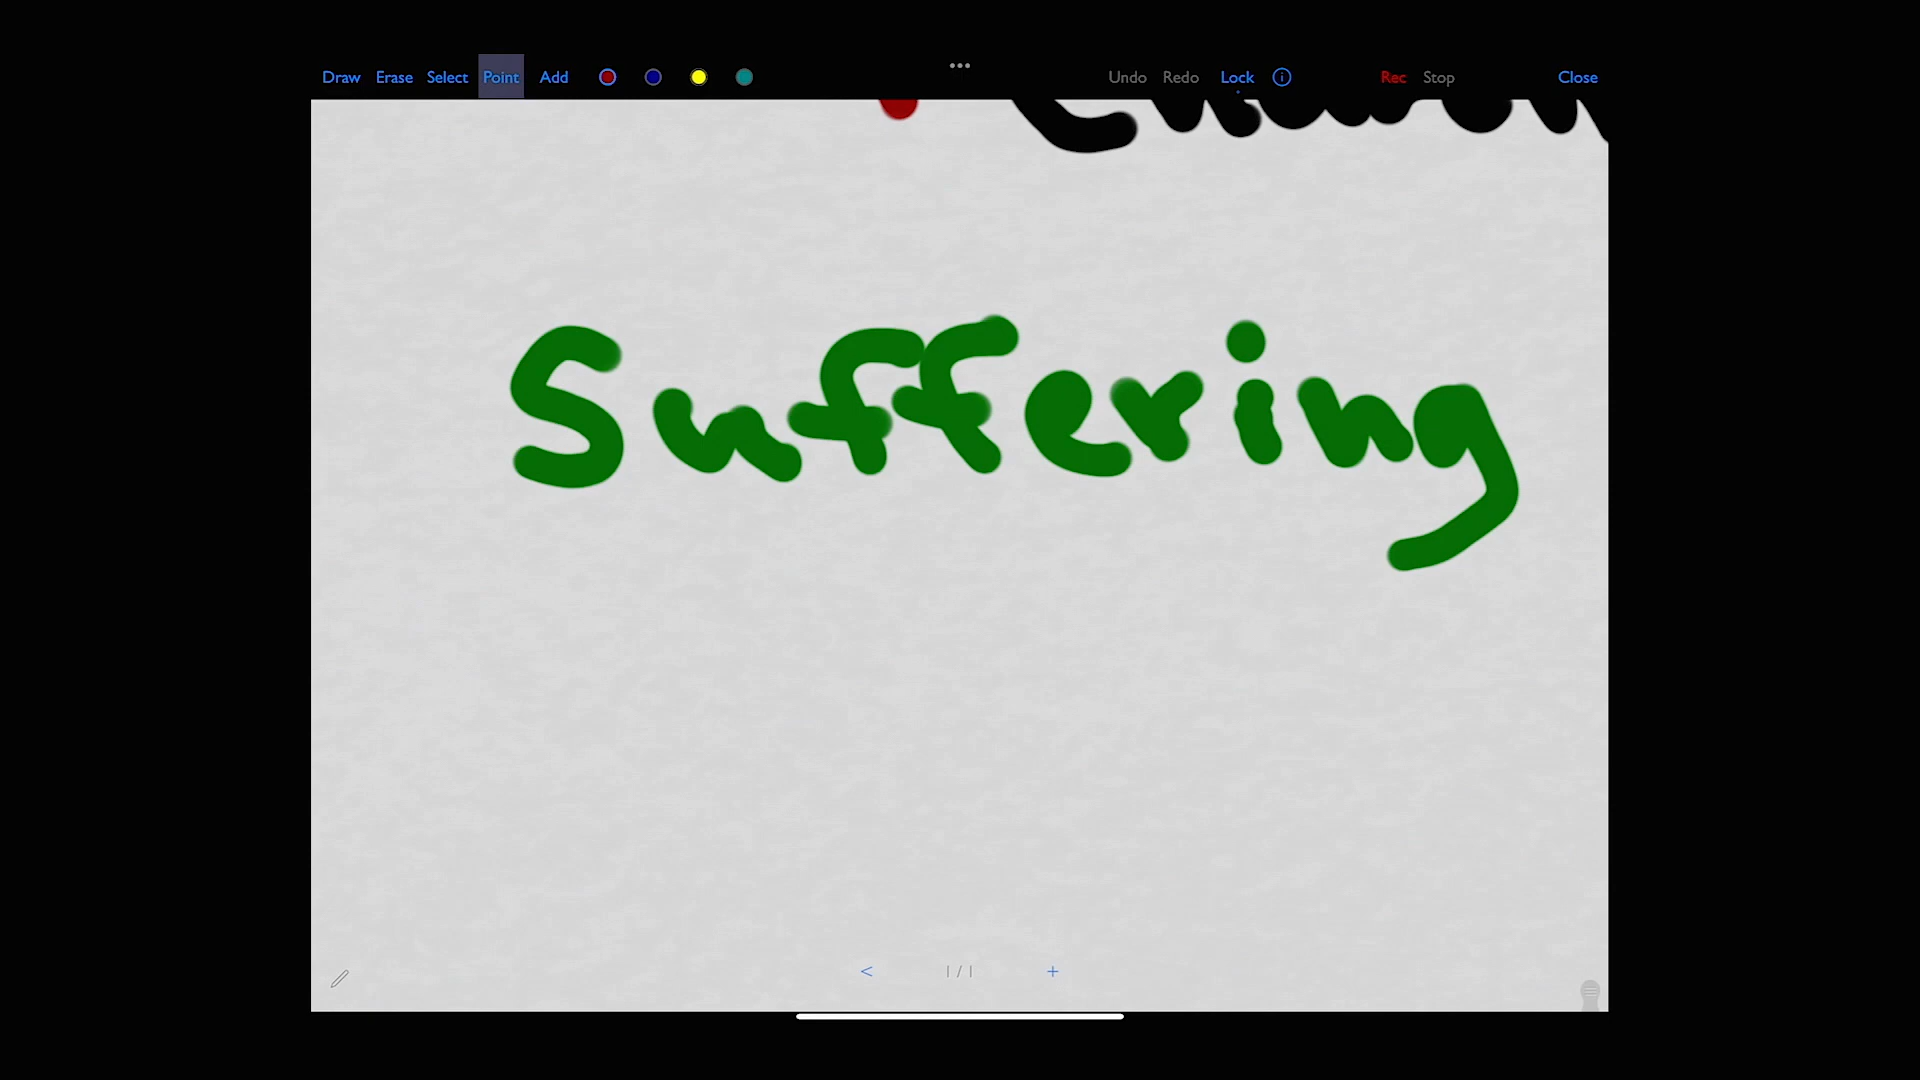 Draw Erase Select Point Add Undo Redo Lock Rec Stop Close
Suffering
< 1 / 1 +